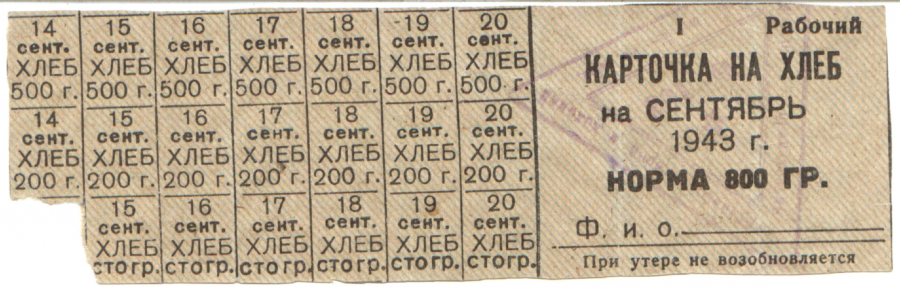 14 15 16 17 18 19 20
сент. сент. сент. сент. сент. сент. сент.
ХЛЕБ ХЛЕБ ХЛЕБ ХЛЕБ ХЛЕБ ХЛЕБ ХЛЕБ
500 г. 500 г. 500 г. 500 г. 500 г. 500 г. 500 г.
14 15 16 17 18 19 20
сент. сент. сент. сент. сент. сент. сент.
ХЛЕБ ХЛЕБ ХЛЕБ ХЛЕБ ХЛЕБ ХЛЕБ ХЛЕБ
200 г. 200 г. 200 г. 200 г. 200 г. 200 г. 200 г.
15 16 17 18 19 20
сент. сент. сент. сент. сент. сент.
ХЛЕБ ХЛЕБ ХЛЕБ ХЛЕБ ХЛЕБ ХЛЕБ
сто гр. сто гр. сто гр. сто гр. сто гр. сто гр.
I Рабочий
КАРТОЧКА НА ХЛЕБ
на СЕНТЯБРЬ
1943 г.
НОРМА 800 ГР.
Ф. и. о.
При утере не возобновляется